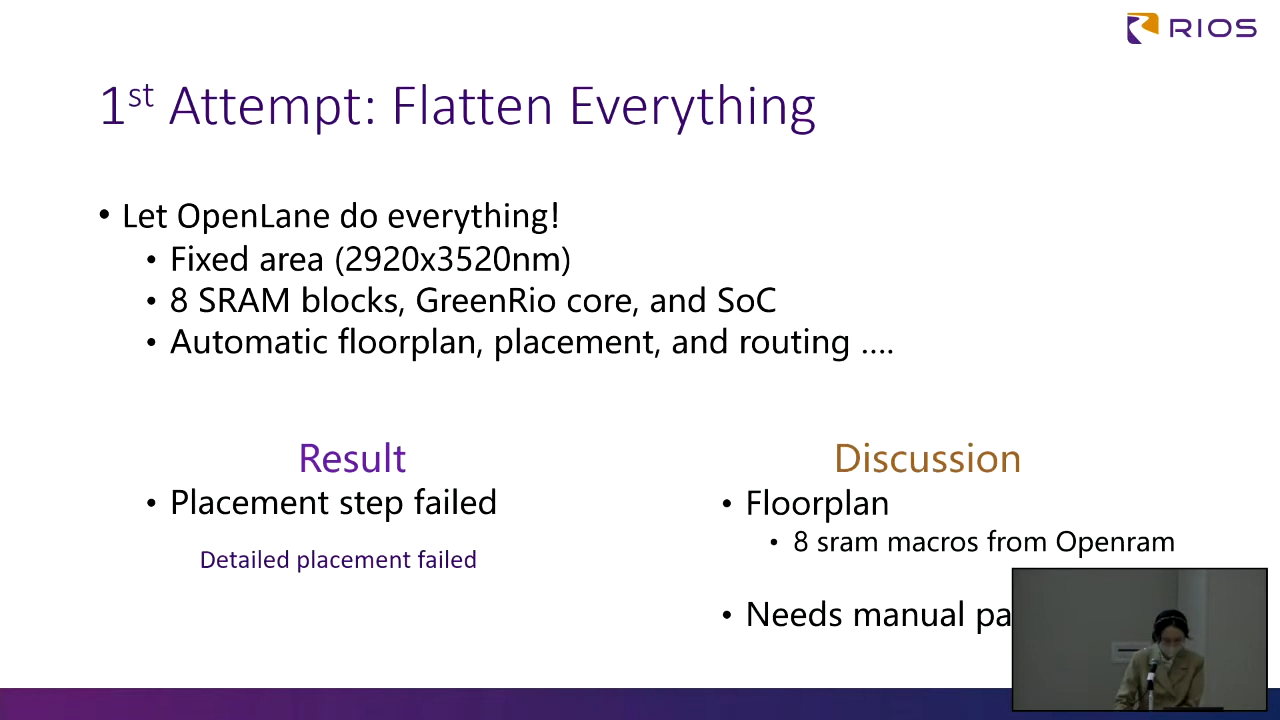 RIOS
1st Attempt: Flatten Everything
• Let OpenLane do everything!
• Fixed area (2920x3520nm)
• 8 SRAM blocks, GreenRio core, and SoC
• Automatic floorplan, placement, and routing ....
Result
• Placement step failed
Detailed placement failed
Discussion
• Floorplan
• 8 sram macros from Openram
• Needs manual